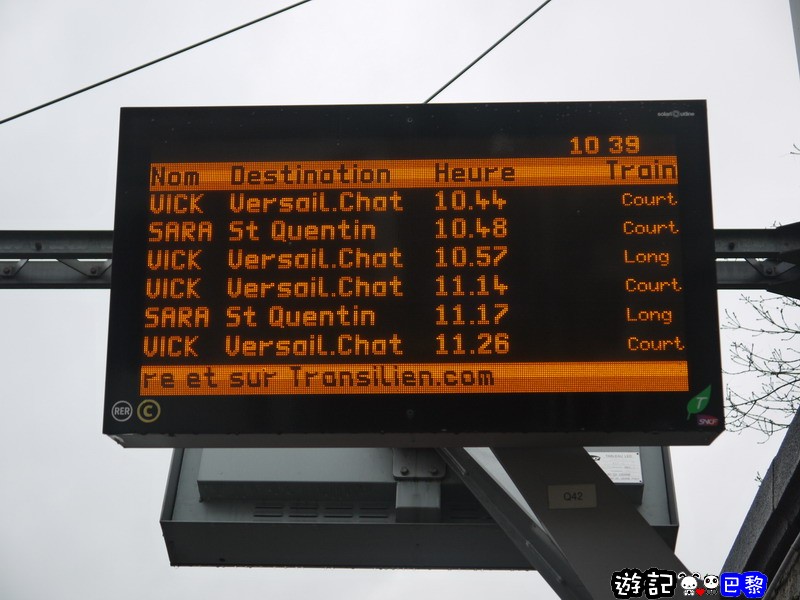 10 39
Nom Destination Heure Train
VICK Versail.Chat 10.44 Court
SARA St Quentin 10.48 Court
VICK Versail.Chat 10.57 Long
VICK Versail.Chat 11.14 Court
SARA St Quentin 11.17 Long
VICK Versail.Chat 11.26 Court
re et sur Transilien.com
RER C
T
SNCF
Q42
遊記 巴黎